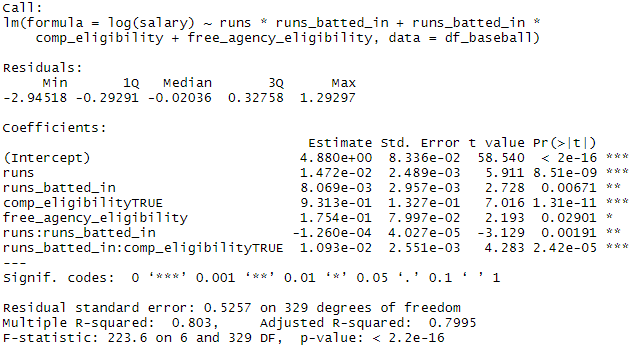 Call:
lm(formula = log(salary) ~ runs * runs_batted_in + runs_batted_in *
    comp_eligibility + free_agency_eligibility, data = df_baseball)

Residuals:
     Min       1Q   Median       3Q      Max
-2.94518 -0.29291 -0.02036  0.32758  1.29297

Coefficients:
                                      Estimate Std. Error t value Pr(>|t|)
(Intercept)                          4.880e+00  8.336e-02  58.540  < 2e-16 ***
runs                                 1.472e-02  2.489e-03   5.911 8.51e-09 ***
runs_batted_in                       8.069e-03  2.957e-03   2.728  0.00671 **
comp_eligibilityTRUE                 9.313e-01  1.327e-01   7.016 1.31e-11 ***
free_agency_eligibility              1.754e-01  7.997e-02   2.193  0.02901 *
runs:runs_batted_in                 -1.260e-04  4.027e-05  -3.129  0.00191 **
runs_batted_in:comp_eligibilityTRUE  1.093e-02  2.551e-03   4.283 2.42e-05 ***
---
Signif. codes:  0 ‘***’ 0.001 ‘**’ 0.01 ‘*’ 0.05 ‘.’ 0.1 ‘ ’ 1

Residual standard error: 0.5257 on 329 degrees of freedom
Multiple R-squared:  0.803,	Adjusted R-squared:  0.7995
F-statistic: 223.6 on 6 and 329 DF,  p-value: < 2.2e-16